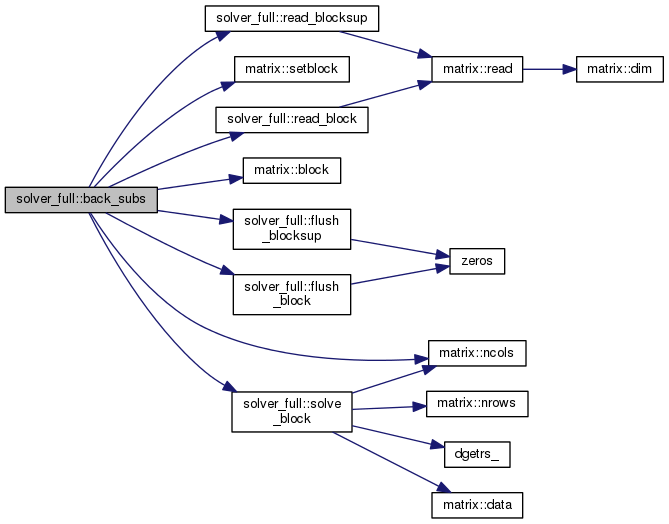 solver_full::read_blocksup
matrix::setblock
matrix::read
matrix::dim
solver_full::read_block
matrix::block
solver_full::back_subs
solver_full::flush
_blocksup
zeros
solver_full::flush
_block
matrix::ncols
solver_full::solve
_block
matrix::nrows
dgetrs_
matrix::data